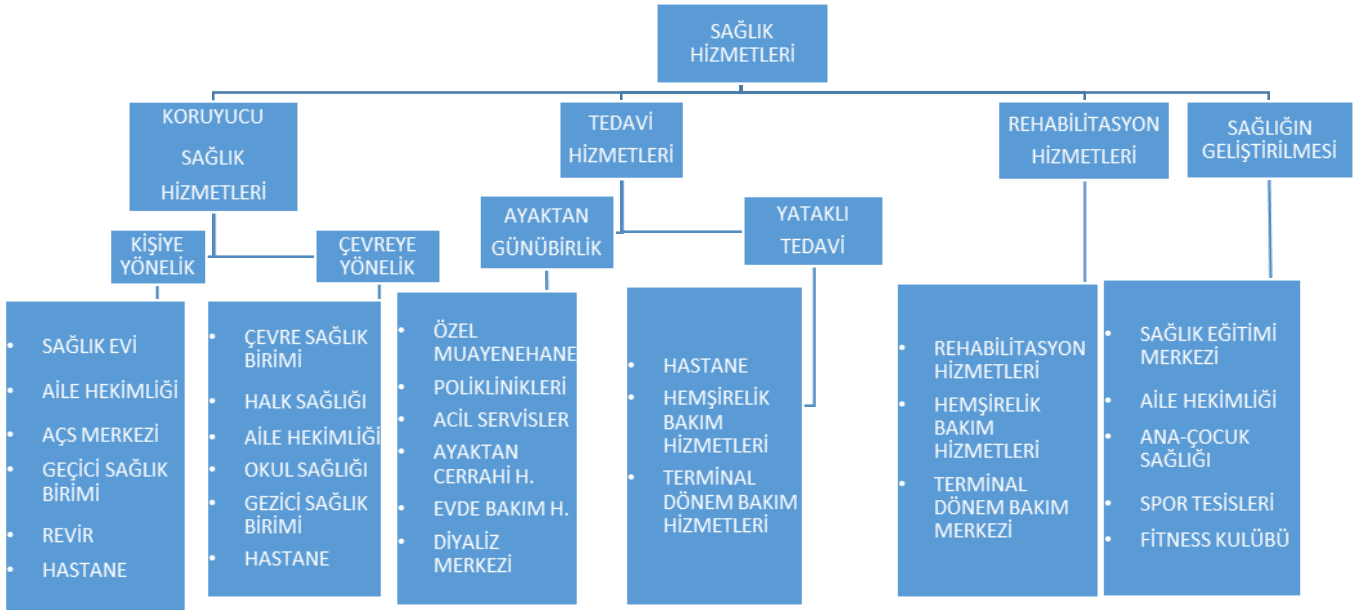 SAĞLIK
HİZMETLERİ
KORUYUCU
SAĞLIK
HİZMETLERİ
TEDAVİ
HİZMETLERİ
REHABİLİTASYON
HİZMETLERİ
SAĞLIĞIN
GELİŞTİRİLMESİ
KİŞİYE
YÖNELİK
ÇEVREYE
YÖNELİK
AYAKTAN
GÜNÜBİRLİK
YATAKLI
TEDAVİ
• SAĞLIK EVİ
• AİLE HEKİMLİĞİ
• AÇS MERKEZİ
• GEÇİCİ SAĞLIK
BİRİMİ
• REVİR
• HASTANE
• ÇEVRE SAĞLIK
BİRİMİ
• HALK SAĞLIĞI
• AİLE HEKİMLİĞİ
• OKUL SAĞLIĞI
• GEZİCİ SAĞLIK
BİRİMİ
• HASTANE
• ÖZEL
MUAYENEHANE
• POLİKLİNİKLERİ
• ACİL SERVİSLER
• AYAKTAN
CERRAHİ H.
• EVDE BAKIM H.
• DİYALİZ
MERKEZİ
• HASTANE
• HEMŞİRELİK
BAKIM
HİZMETLERİ
• TERMİNAL
DÖNEM BAKIM
HİZMETLERİ
• REHABİLİTASYON
HİZMETLERİ
• HEMŞİRELİK
BAKIM
HİZMETLERİ
• TERMİNAL
DÖNEM BAKIM
MERKEZİ
• SAĞLIK EĞİTİMİ
MERKEZİ
• AİLE HEKİMLİĞİ
• ANA-ÇOCUK
SAĞLIĞI
• SPOR TESİSLERİ
• FİTNESS KULÜBÜ